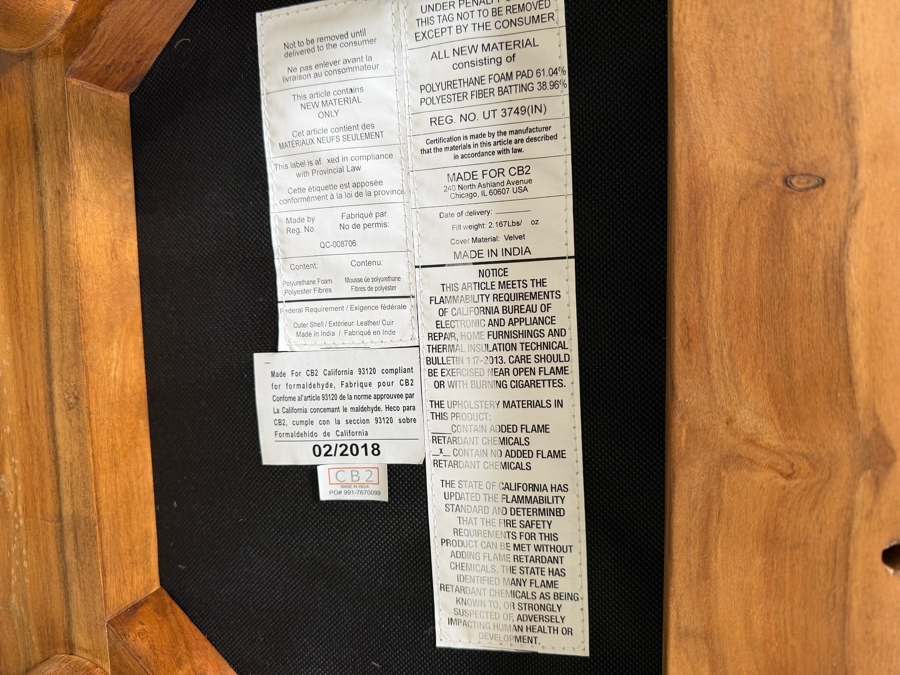 Not to be removed until
delivered to the consumer
Ne pas enlever avant la
livraison au consommateur
This article contains
NEW MATERIAL
ONLY
Cet article contient des
MATÉRIAUX NEUFS SEULEMENT
This label is af xed in compliance
with Provincial Law
Cette étiquette est apposée
conformément à la loi de la province
Made by Fabriqué par
Reg. No. No de permis:
QC-008706
Content: Contenu:
Polyurethane Foam Mousse de polyurethane
Polyester Fibres Fibres de polyester
Federal Requirement / Exigence fédérale
Outer Shell / Extérieur: Leather/ Cuir
Made in India / Fabriqué en Inde
Made For CB2 California 93120 compliant
for formaldehyde, Fabrique pour CB2
Confome al'article 93120 de la norme approuvee par
La California concemant le maldehyde. Heco para
CB2, cumple con la seccion 93120 sobre
Formaldehido de California
02/2018
CB2
MADE IN INDIA
PO# 991-7670099
UNDER
THIS TAG NOT TO BE REMOVED
EXCEPT BY THE CONSUMER
ALL NEW MATERIAL
consisting of
POLYURETHANE FOAM PAD 61.04%
POLYESTER FIBER BATTING 38.96%
REG. NO. UT 3749(IN)
Certification is made by the manufacturer
that the materials in this article are described
in accordance with law.
MADE FOR CB2
240 North Ashland Avenue
Chicago, IL 60607 USA
Date of delivery: ________
Fill weight: 2.167Lbs/ oz
Cover Material: Velvet
MADE IN INDIA
NOTICE
THIS ARTICLE MEETS THE
FLAMMABILITY REQUIREMENTS
OF CALIFORNIA BUREAU OF
ELECTRONIC AND APPLIANCE
REPAIR, HOME FURNISHINGS AND
THERMAL INSULATION TECHNICAL
BULLETIN 117-2013. CARE SHOULD
BE EXERCISED NEAR OPEN FLAME
OR WITH BURNING CIGARETTES.
THE UPHOLSTERY MATERIALS IN
THIS PRODUCT:
___CONTAIN ADDED FLAME
RETARDANT CHEMICALS
_x_ CONTAIN NO ADDED FLAME
RETARDANT CHEMICALS
THE STATE OF CALIFORNIA HAS
UPDATED THE FLAMMABILITY
STANDARD AND DETERMINED
THAT THE FIRE SAFETY
REQUIREMENTS FOR THIS
PRODUCT CAN BE MET WITHOUT
ADDING FLAME RETARDANT
CHEMICALS. THE STATE HAS
IDENTIFIED MANY FLAME
RETARDANT CHEMICALS AS BEING
KNOWN TO, OR STRONGLY
SUSPECTED OF, ADVERSELY
IMPACTING HUMAN HEALTH OR
DEVELOPMENT.